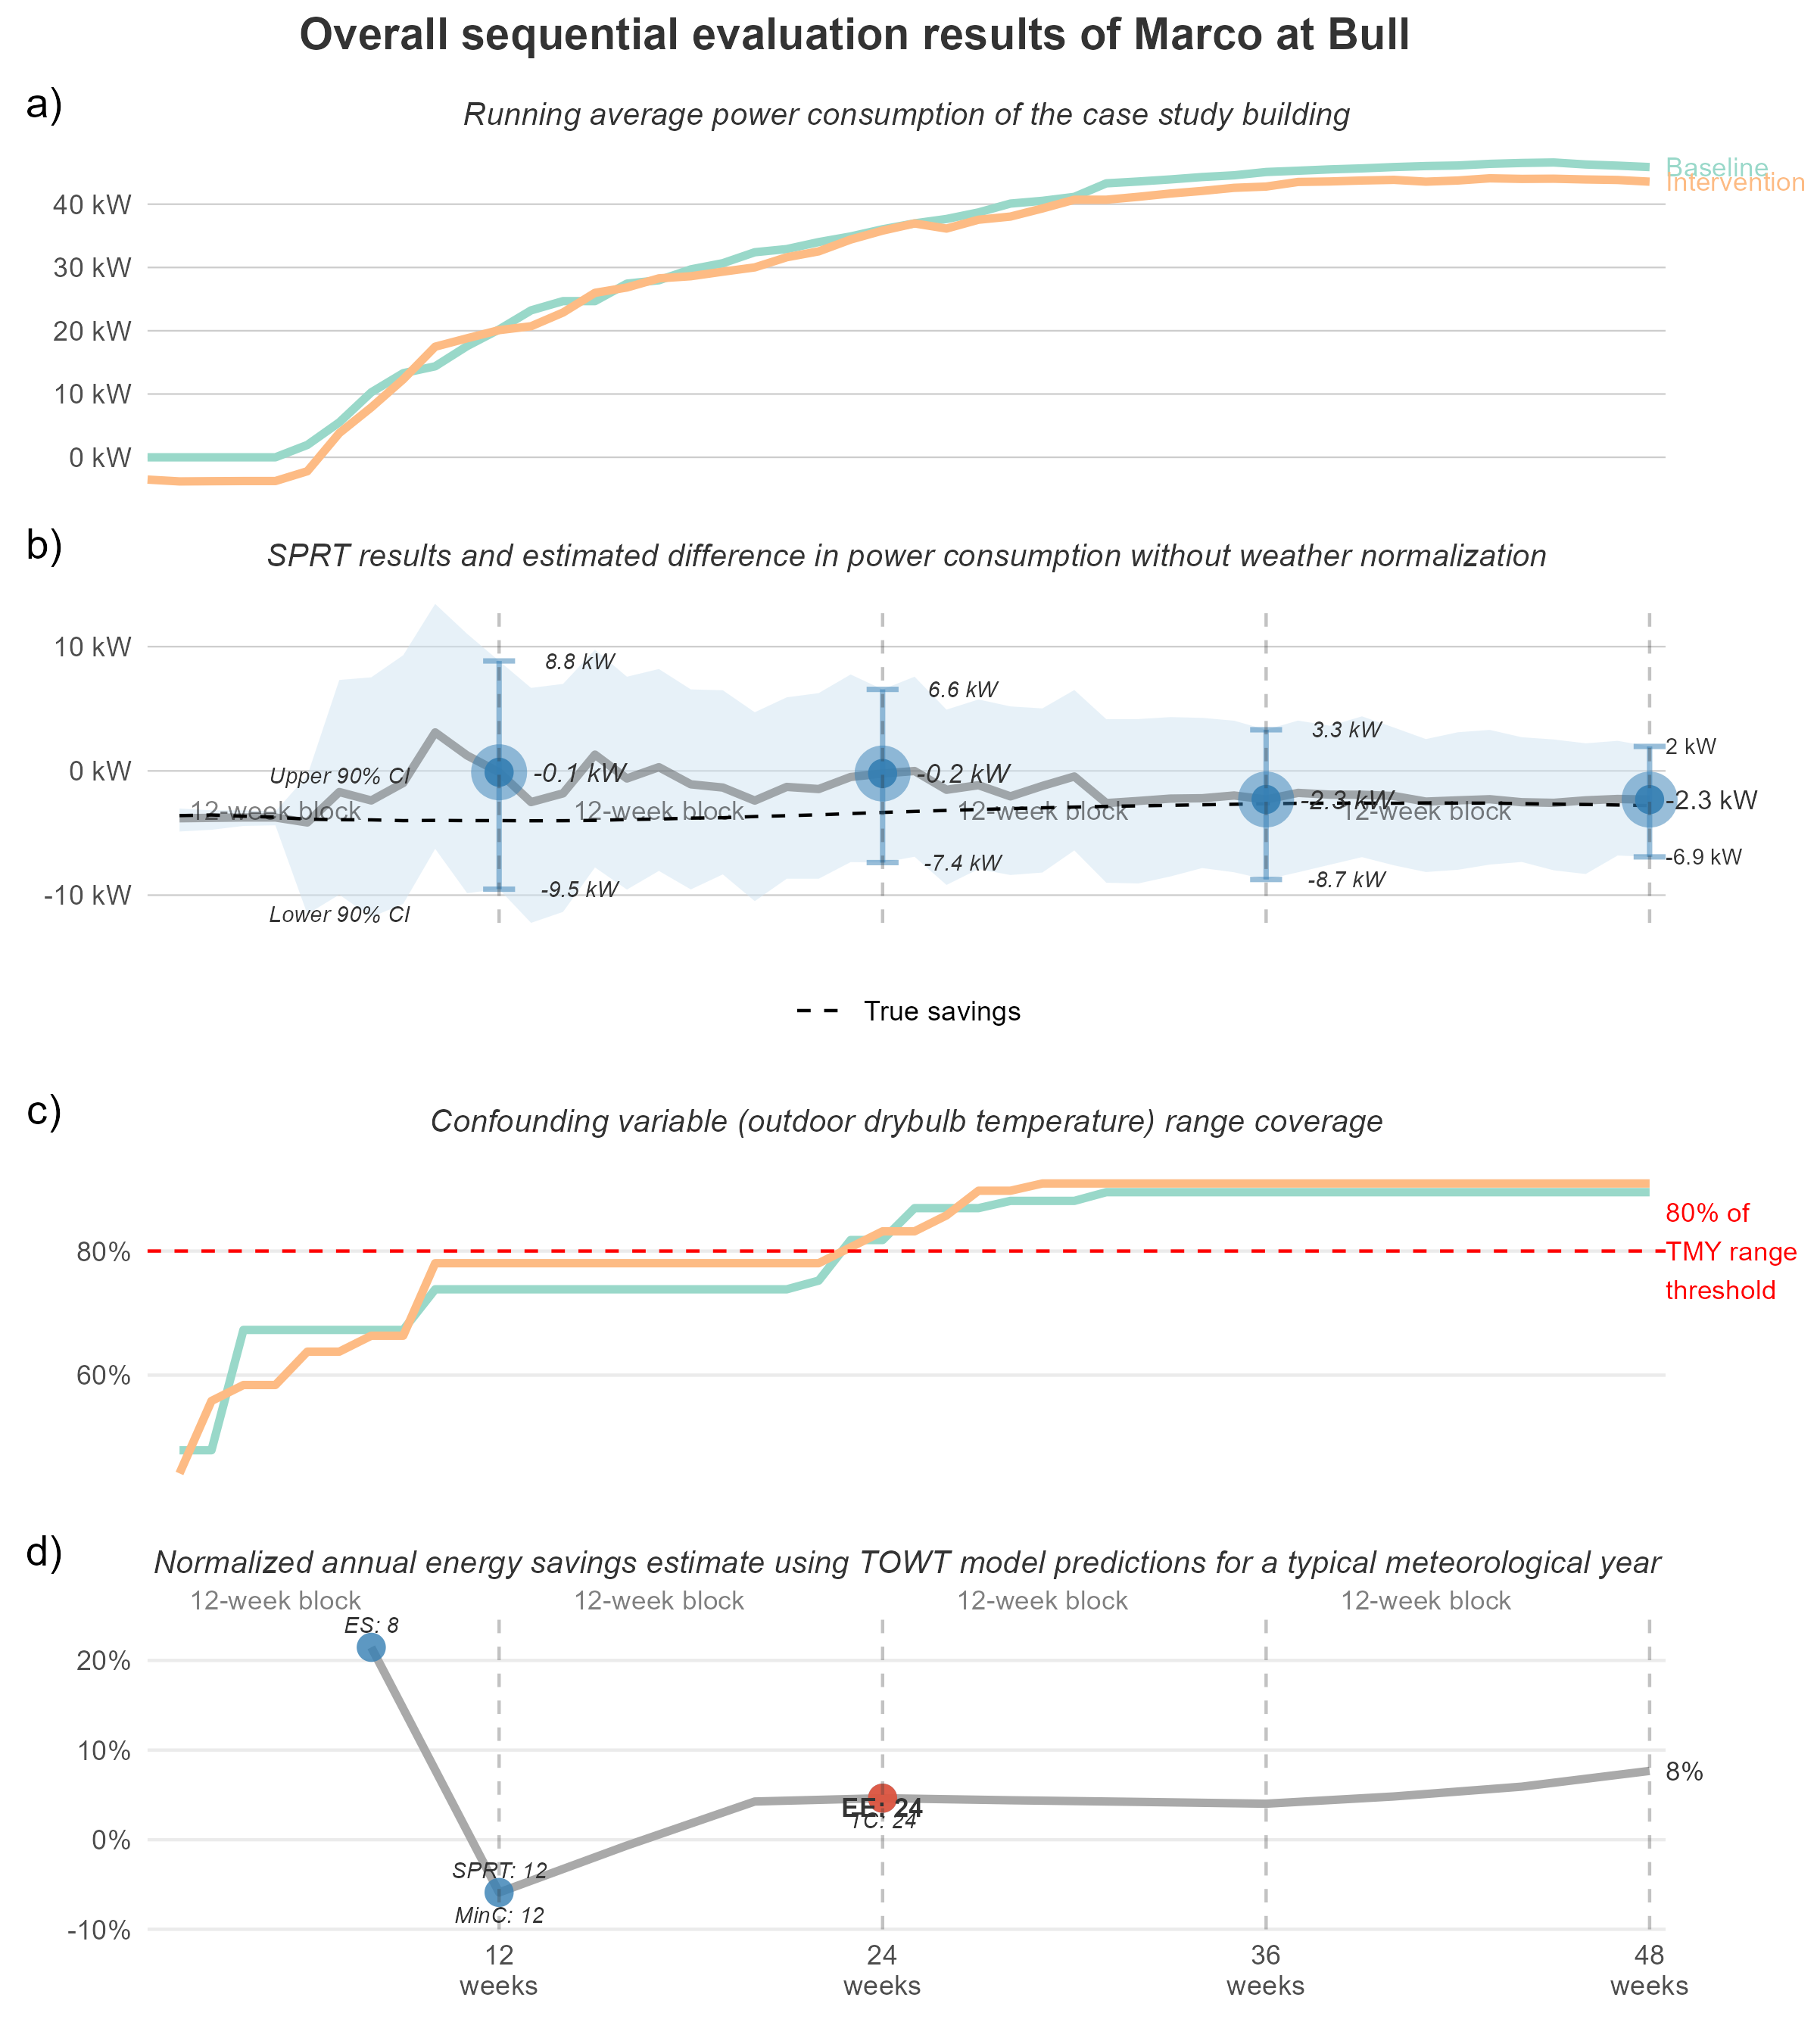 Overall sequential evaluation results of Marco at Bull
a)
Running average power consumption of the case study building
Baseline
Intervention
40 kW
30 kW
20 kW
10 kW
0 kW
b)
SPRT results and estimated difference in power consumption without weather normalization
10 kW
0 kW
-10 kW
8.8 kW
6.6 kW
3.3 kW
2 kW
Upper 90% CI
-0.1 kW
-0.2 kW
-2.3 kW
-2.3 kW
12-week block
12-week block
12-week block
12-week block
-9.5 kW
-7.4 kW
-8.7 kW
-6.9 kW
Lower 90% CI
True savings
c)
Confounding variable (outdoor drybulb temperature) range coverage
80%
60%
80% of
TMY range
threshold
d)
Normalized annual energy savings estimate using TOWT model predictions for a typical meteorological year
12-week block
12-week block
12-week block
12-week block
ES: 8
20%
10%
0%
-10%
8%
EE: 24
TC: 24
SPRT: 12
MinC: 12
12
weeks
24
weeks
36
weeks
48
weeks